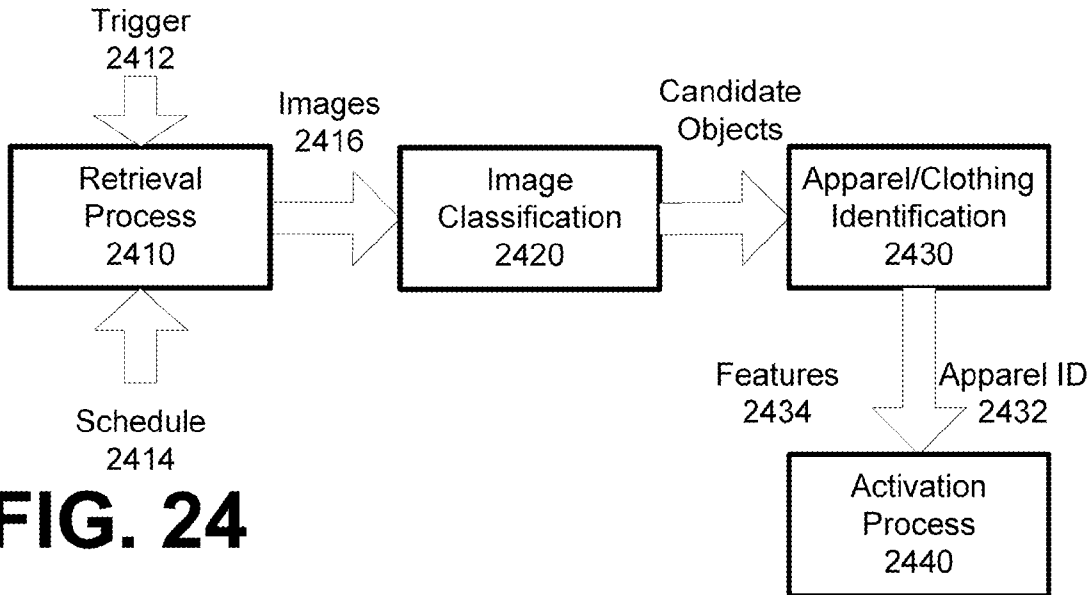 Trigger
2412
Images
2416
Candidate
Objects
Retrieval
Process
2410
Image
Classification
2420
Apparel/Clothing
Identification
2430
Schedule
2414
Features
2434
Apparel ID
2432
Activation
Process
2440
FIG. 24